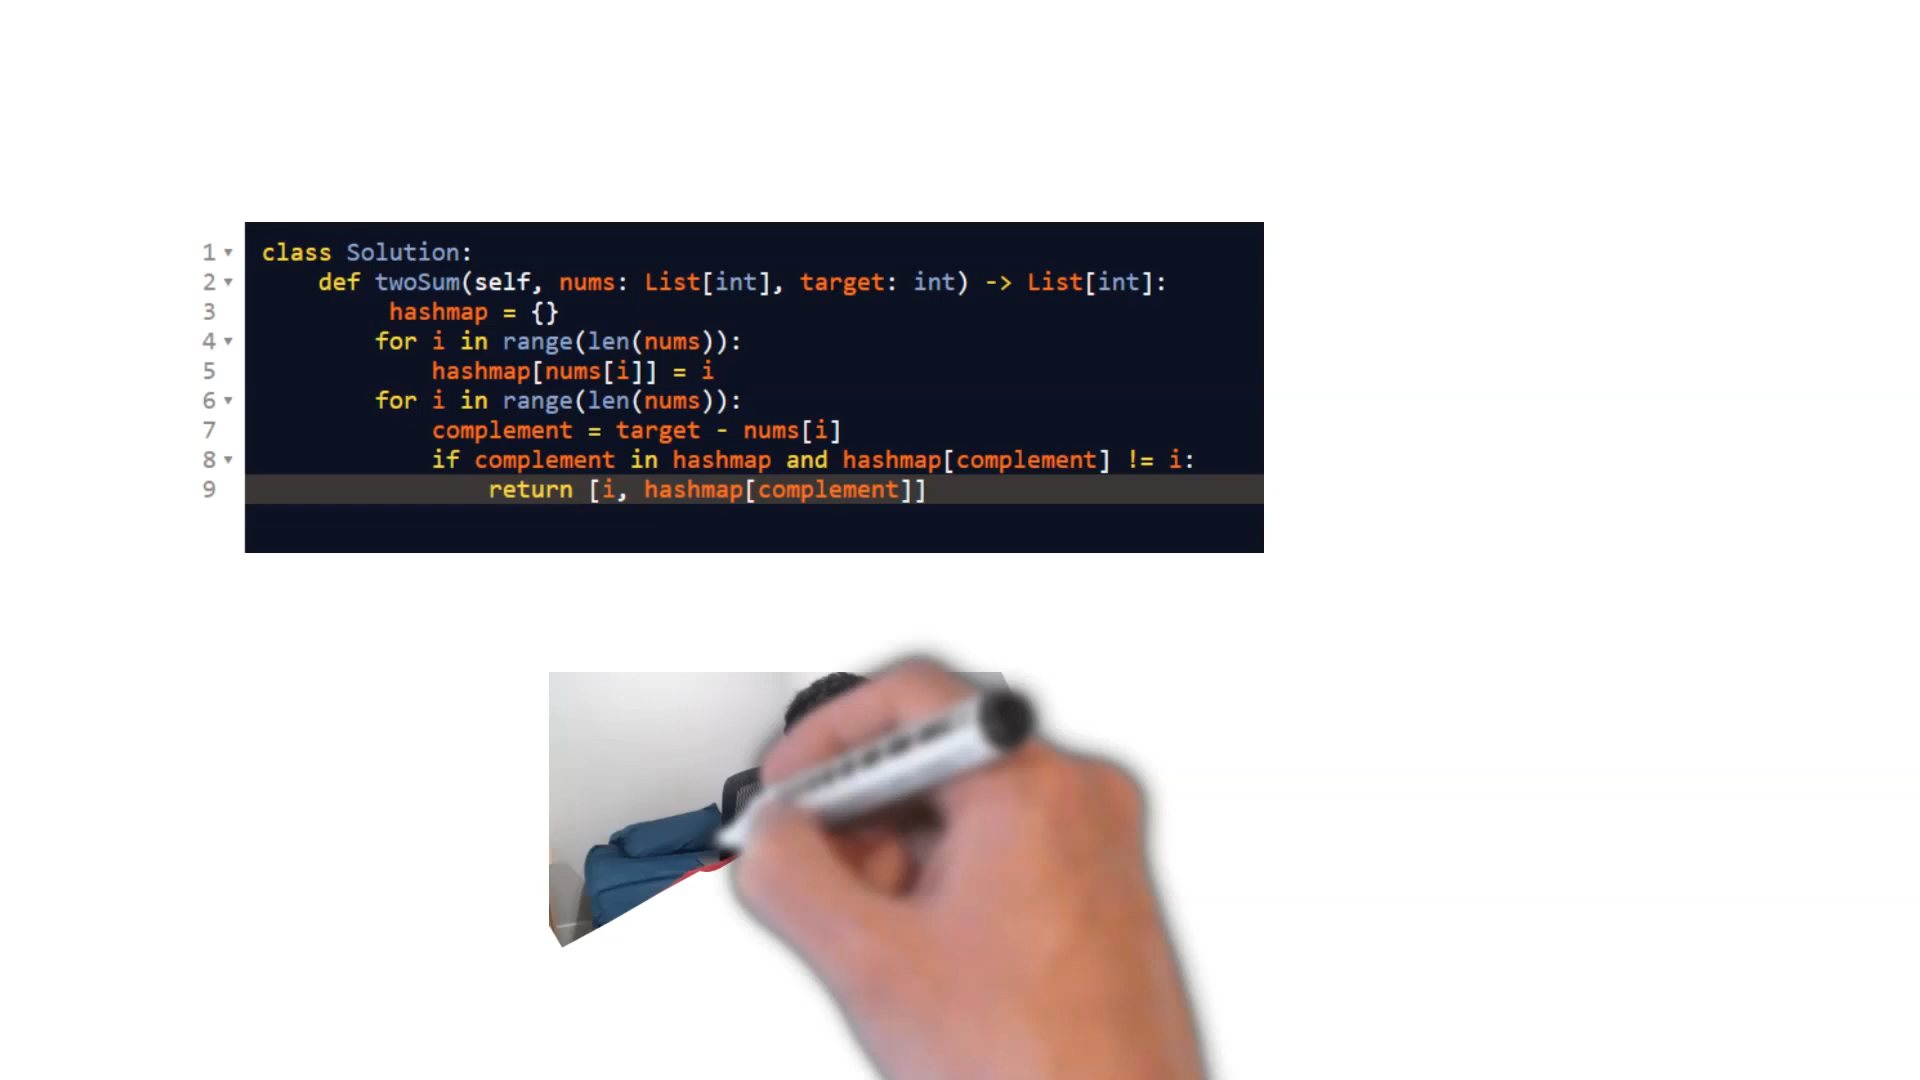 1 class Solution:
2 def twoSum(self, nums: List[int], target: int) -> List[int]:
3 hashmap = {}
4 for i in range(len(nums)):
5 hashmap[nums[i]] = i
6 for i in range(len(nums)):
7 complement = target - nums[i]
8 if complement in hashmap and hashmap[complement] != i:
9 return [i, hashmap[complement]]